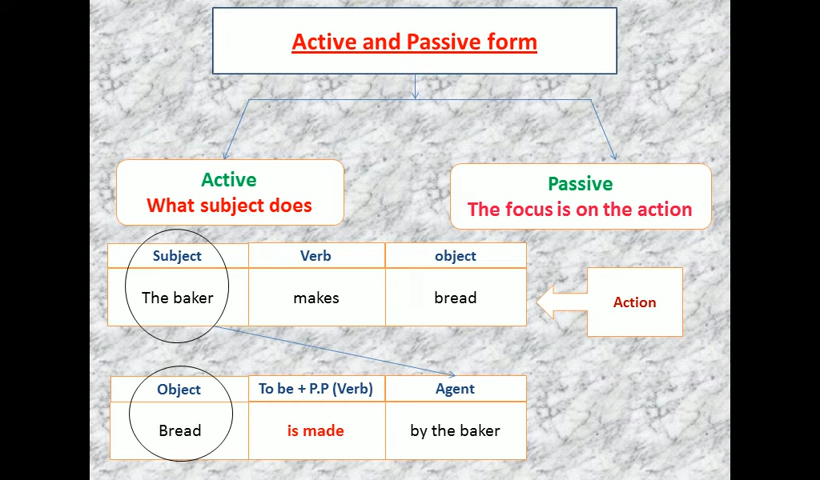 Active and Passive form
Active
What subject does
Passive
The focus is on the action
Subject Verb object
The baker makes bread
Action
Object To be + P.P (Verb) Agent
Bread is made by the baker